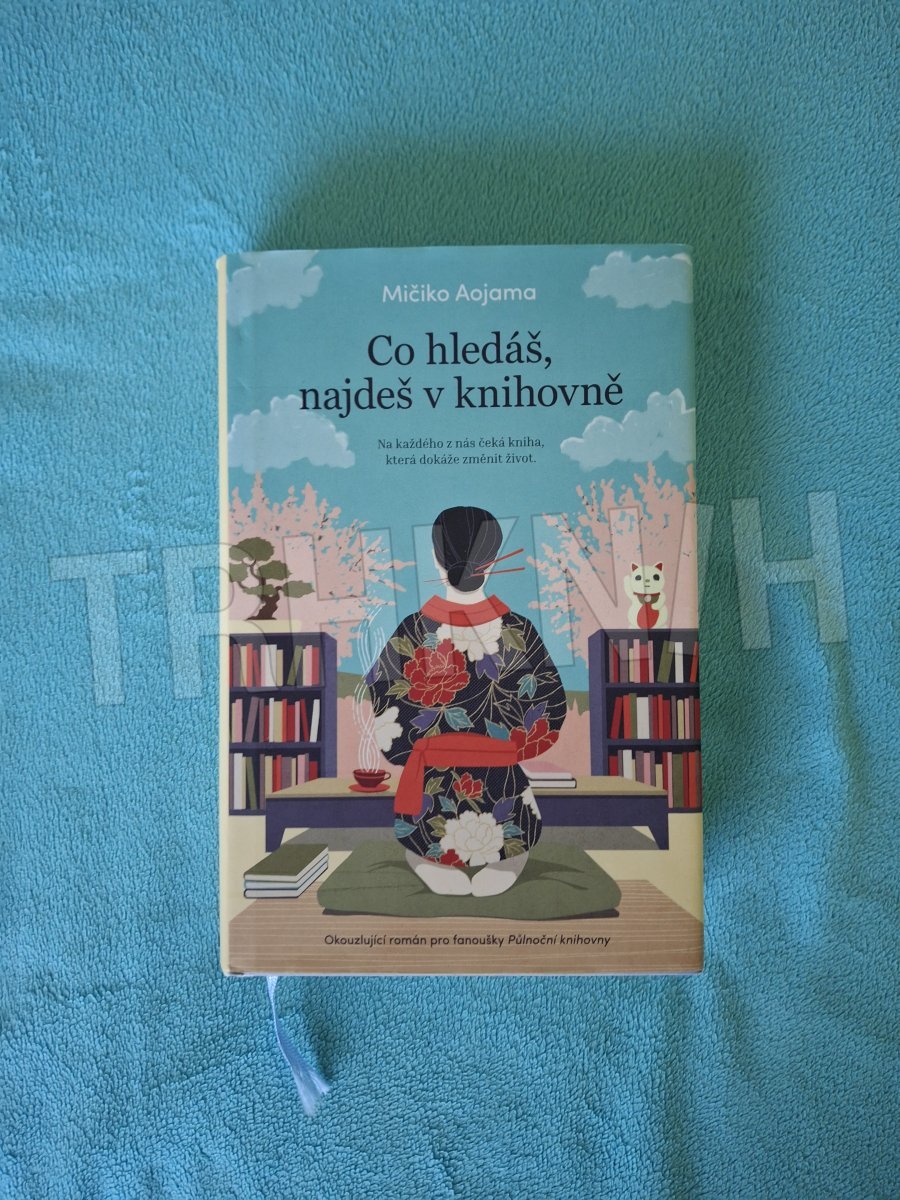 Mičiko Aojama
Co hledáš,
najdeš v knihovně
Na každého z nás čeká kniha,
která dokáže změnit život.
TRHKNIH
Okouzlující román pro fanoušky Půlnoční knihovny